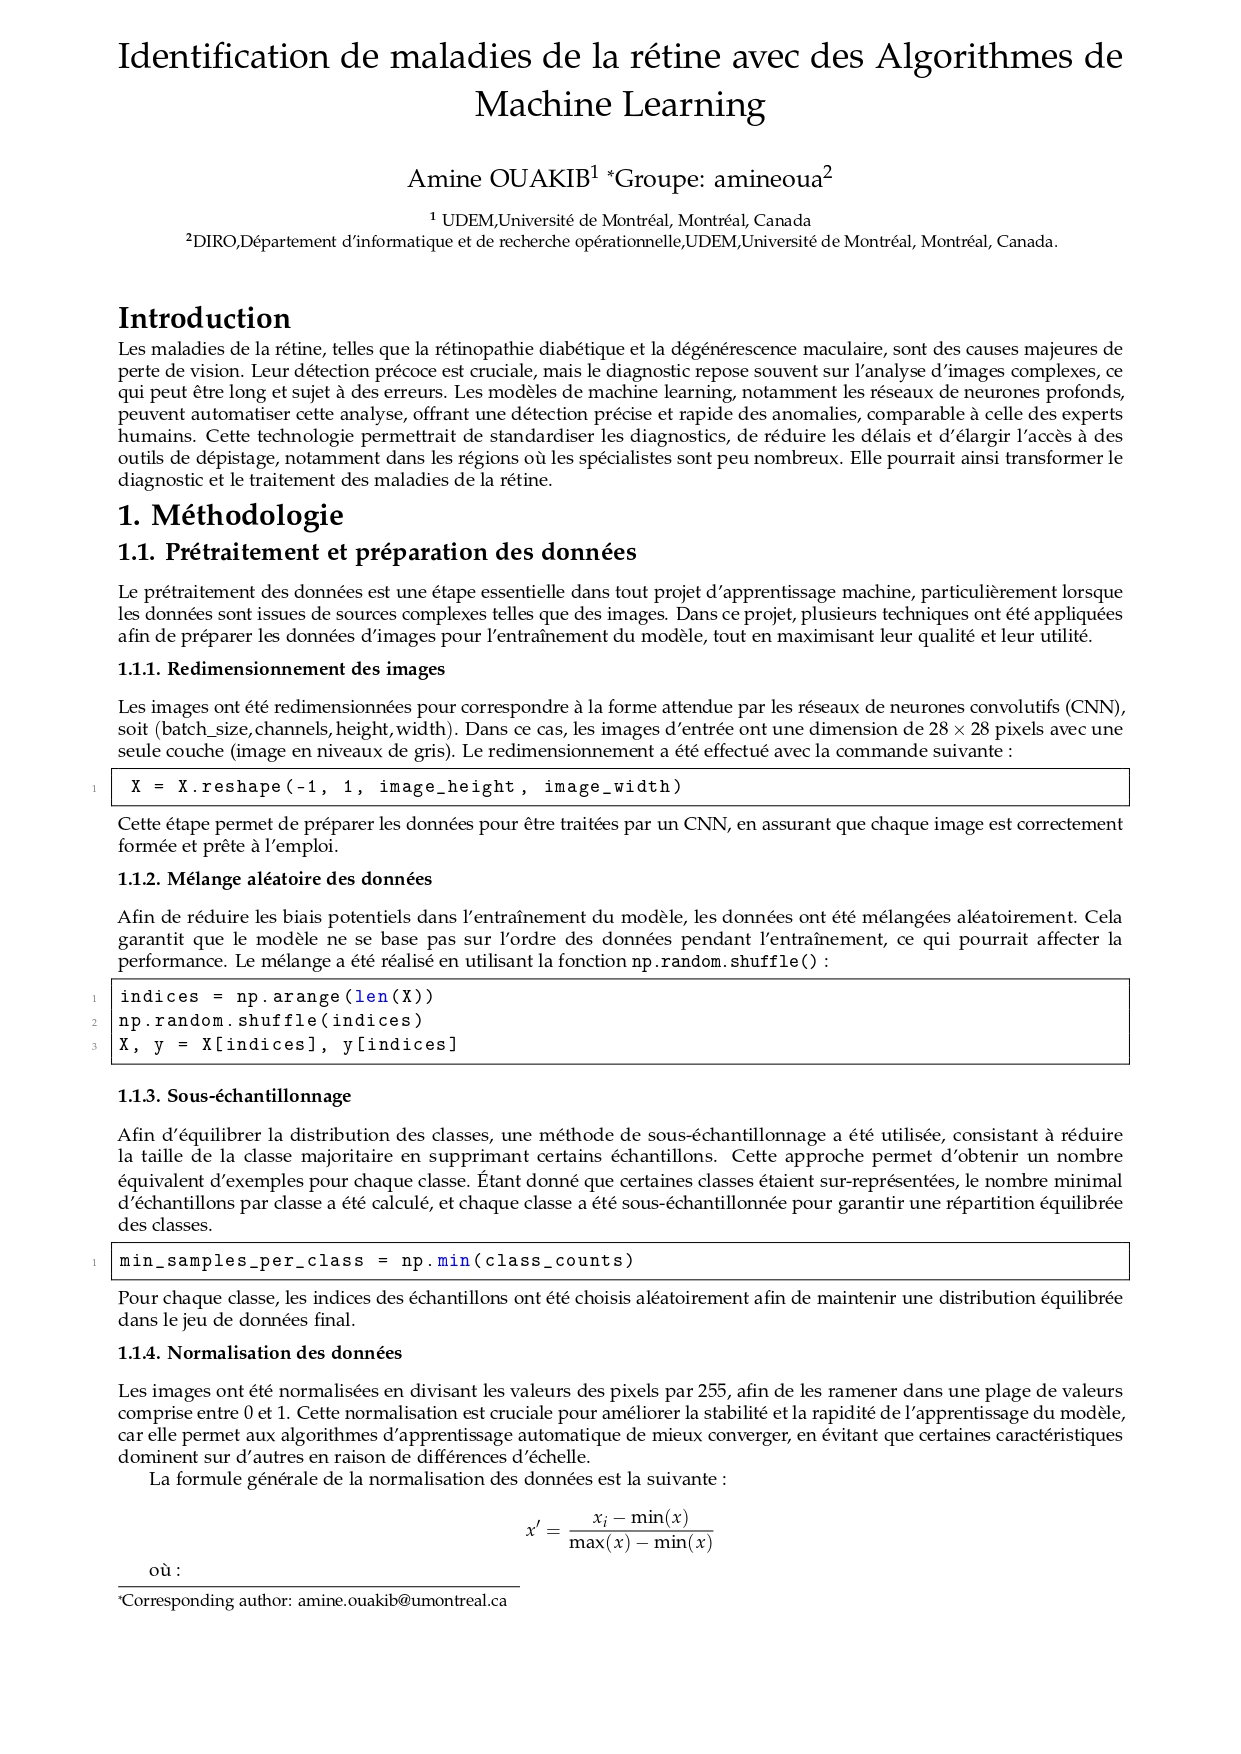 Identification de maladies de la rétine avec des Algorithmes de
Machine Learning
Amine OUAKIB¹ *Groupe: amineoua²
¹ UDEM,Université de Montréal, Montréal, Canada
²DIRO,Département d'informatique et de recherche opérationnelle,UDEM,Université de Montréal, Montréal, Canada.
Introduction
Les maladies de la rétine, telles que la rétinopathie diabétique et la dégénérescence maculaire, sont des causes majeures de
perte de vision. Leur détection précoce est cruciale, mais le diagnostic repose souvent sur l'analyse d'images complexes, ce
qui peut être long et sujet à des erreurs. Les modèles de machine learning, notamment les réseaux de neurones profonds,
peuvent automatiser cette analyse, offrant une détection précise et rapide des anomalies, comparable à celle des experts
humains. Cette technologie permettrait de standardiser les diagnostics, de réduire les délais et d'élargir l'accès à des
outils de dépistage, notamment dans les régions où les spécialistes sont peu nombreux. Elle pourrait ainsi transformer le
diagnostic et le traitement des maladies de la rétine.
1. Méthodologie
1.1. Prétraitement et préparation des données
Le prétraitement des données est une étape essentielle dans tout projet d'apprentissage machine, particulièrement lorsque
les données sont issues de sources complexes telles que des images. Dans ce projet, plusieurs techniques ont été appliquées
afin de préparer les données d'images pour l'entraînement du modèle, tout en maximisant leur qualité et leur utilité.
1.1.1. Redimensionnement des images
Les images ont été redimensionnées pour correspondre à la forme attendue par les réseaux de neurones convolutifs (CNN),
soit (batch_size, channels, height, width). Dans ce cas, les images d'entrée ont une dimension de 28 × 28 pixels avec une
seule couche (image en niveaux de gris). Le redimensionnement a été effectué avec la commande suivante :
1 X = X.reshape(-1, 1, image_height, image_width)
Cette étape permet de préparer les données pour être traitées par un CNN, en assurant que chaque image est correctement
formée et prête à l'emploi.
1.1.2. Mélange aléatoire des données
Afin de réduire les biais potentiels dans l'entraînement du modèle, les données ont été mélangées aléatoirement. Cela
garantit que le modèle ne se base pas sur l'ordre des données pendant l'entraînement, ce qui pourrait affecter la
performance. Le mélange a été réalisé en utilisant la fonction np.random.shuffle() :
1 indices = np.arange(len(X))
2 np.random.shuffle(indices)
3 X, y = X[indices], y[indices]
1.1.3. Sous-échantillonnage
Afin d'équilibrer la distribution des classes, une méthode de sous-échantillonnage a été utilisée, consistant à réduire
la taille de la classe majoritaire en supprimant certains échantillons. Cette approche permet d'obtenir un nombre
équivalent d'exemples pour chaque classe. Étant donné que certaines classes étaient sur-représentées, le nombre minimal
d'échantillons par classe a été calculé, et chaque classe a été sous-échantillonnée pour garantir une répartition équilibrée
des classes.
1 min_samples_per_class = np.min(class_counts)
Pour chaque classe, les indices des échantillons ont été choisis aléatoirement afin de maintenir une distribution équilibrée
dans le jeu de données final.
1.1.4. Normalisation des données
Les images ont été normalisées en divisant les valeurs des pixels par 255, afin de les ramener dans une plage de valeurs
comprise entre 0 et 1. Cette normalisation est cruciale pour améliorer la stabilité et la rapidité de l'apprentissage du modèle,
car elle permet aux algorithmes d'apprentissage automatique de mieux converger, en évitant que certaines caractéristiques
dominent sur d'autres en raison de différences d'échelle.
La formule générale de la normalisation des données est la suivante :
x′ = (xᵢ − min(x)) / (max(x) − min(x))
où :
*Corresponding author: amine.ouakib@umontreal.ca